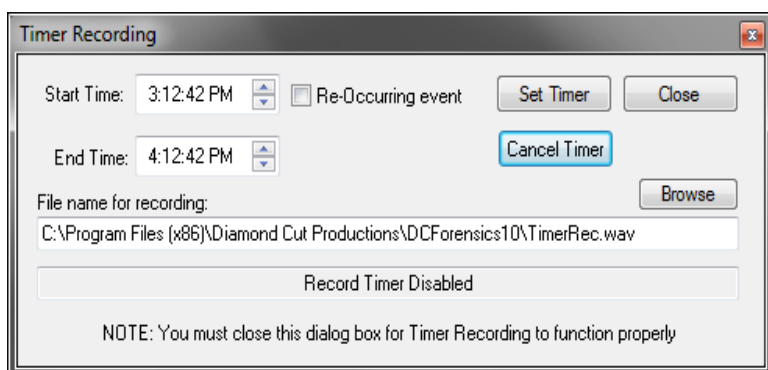 Timer Recording
Start Time: 3:12:42 PM Re-Occurring event Set Timer Close
End Time: 4:12:42 PM Cancel Timer
Browse
File name for recording:
C:\Program Files (x86)\Diamond Cut Productions\DCForensics10\TimerRec.wav
Record Timer Disabled
NOTE: You must close this dialog box for Timer Recording to function properly